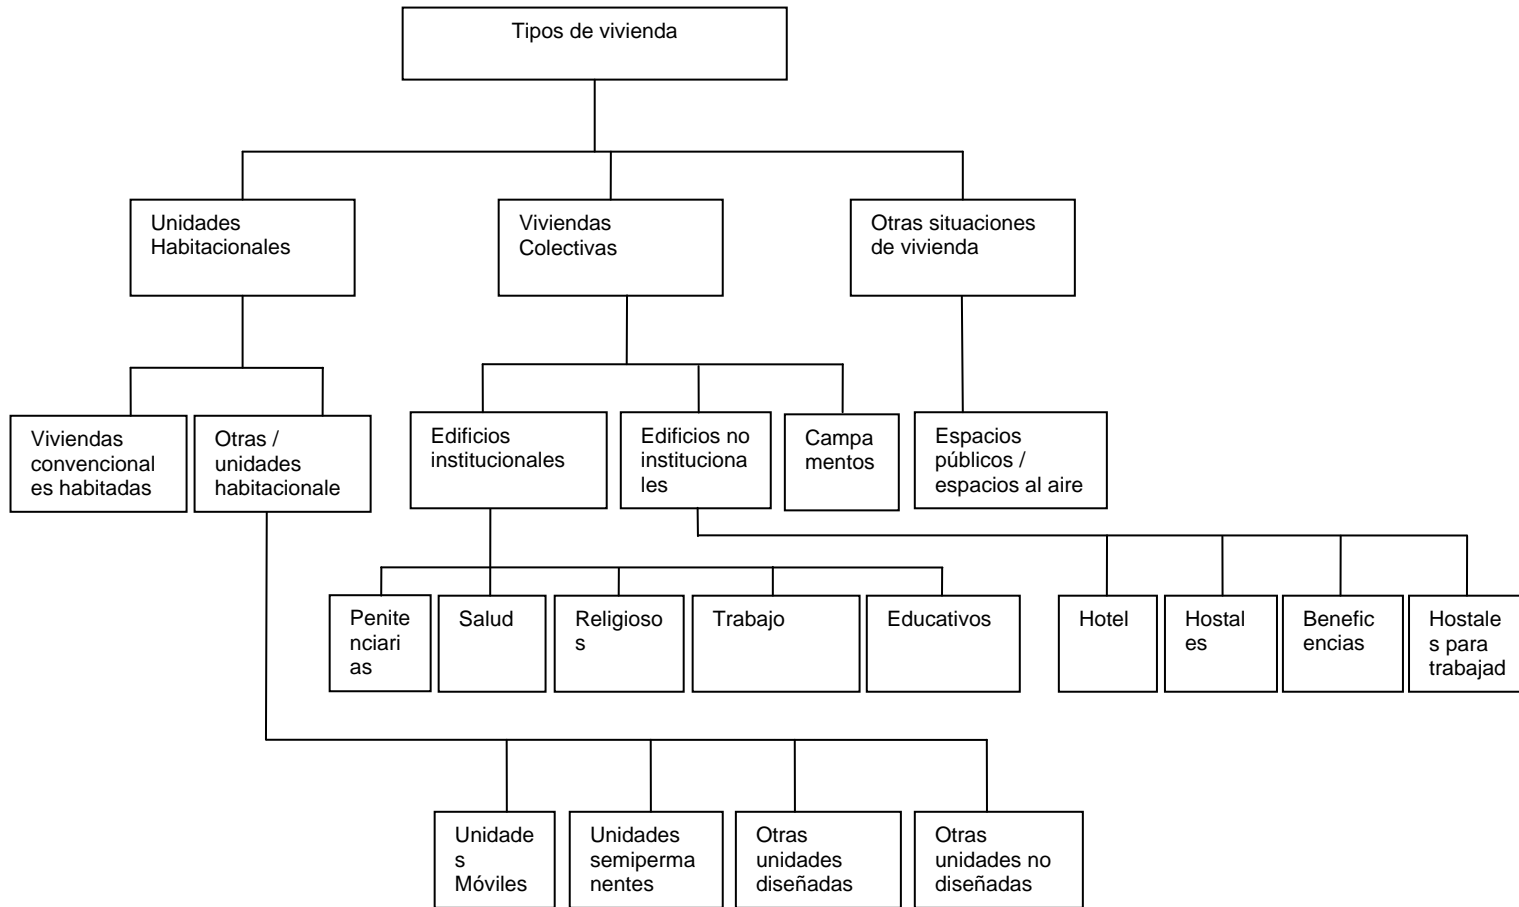 Tipos de vivienda
Unidades
Habitacionales
Viviendas
Colectivas
Otras situaciones
de vivienda
Viviendas
convencional
es habitadas
Otras /
unidades
habitacionale
Edificios
institucionales
Edificios no
instituciona
les
Campa
mentos
Espacios
públicos /
espacios al aire
Penite
nciari
as
Salud
Religioso
s
Trabajo
Educativos
Hotel
Hostal
es
Benefic
encias
Hostale
s para
trabajad
Unidade
s
Móviles
Unidades
semiperma
nentes
Otras
unidades
diseñadas
Otras
unidades no
diseñadas